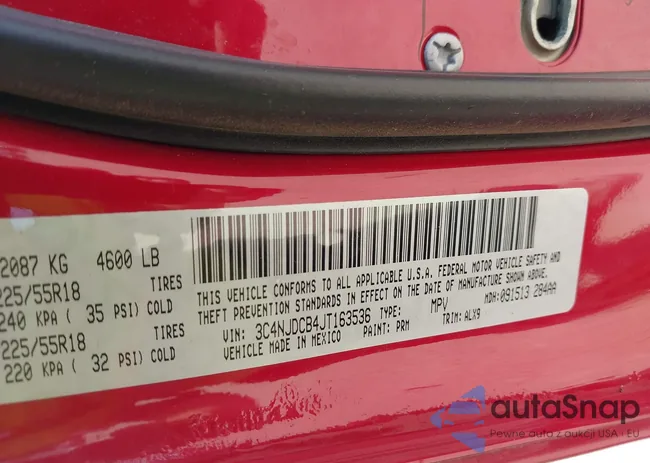 2087 KG 4600 LB
225/55R18 TIRES
240 KPA ( 35 PSI) COLD
225/55R18 TIRES
220 KPA ( 32 PSI) COLD
THIS VEHICLE CONFORMS TO ALL APPLICABLE U.S.A. FEDERAL MOTOR VEHICLE SAFETY AND
THEFT PREVENTION STANDARDS IN EFFECT ON THE DATE OF MANUFACTURE SHOWN ABOVE.
VIN: 3C4NJDCB4JT163536 TYPE: MPV MDH: 091513 284AA
VEHICLE MADE IN MEXICO PAINT: PRM TRIM: ALX9
autaSnap
Pewne auto z aukcji USA i EU